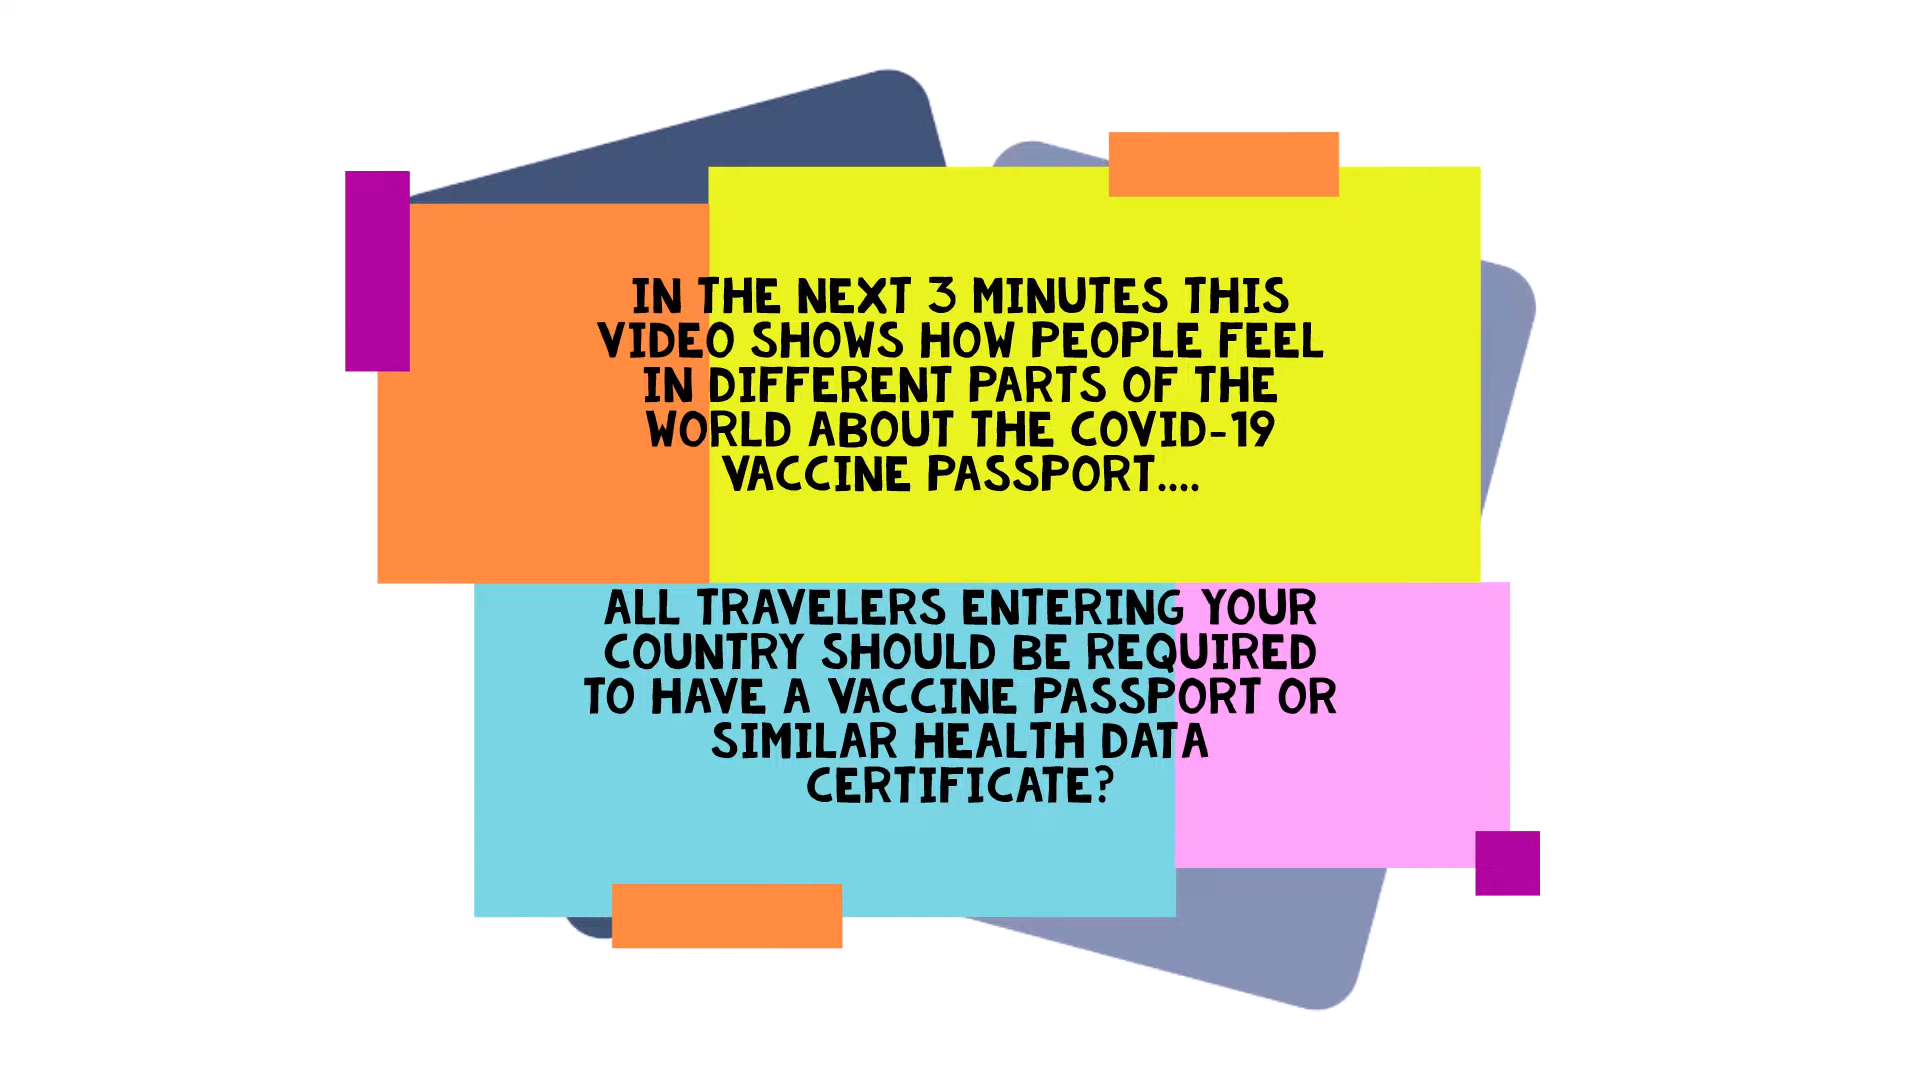 IN THE NEXT 3 MINUTES THIS
VIDEO SHOWS HOW PEOPLE FEEL
IN DIFFERENT PARTS OF THE
WORLD ABOUT THE COVID-19
VACCINE PASSPORT....
ALL TRAVELERS ENTERING YOUR
COUNTRY SHOULD BE REQUIRED
TO HAVE A VACCINE PASSPORT OR
SIMILAR HEALTH DATA
CERTIFICATE?